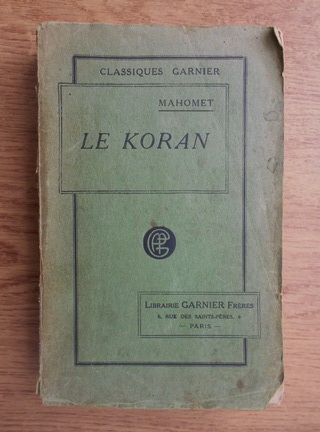 CLASSIQUES GARNIER
MAHOMET
LE KORAN
LIBRAIRIE GARNIER FRÈRES
6, RUE DES SAINTS-PÈRES, 6
— PARIS —